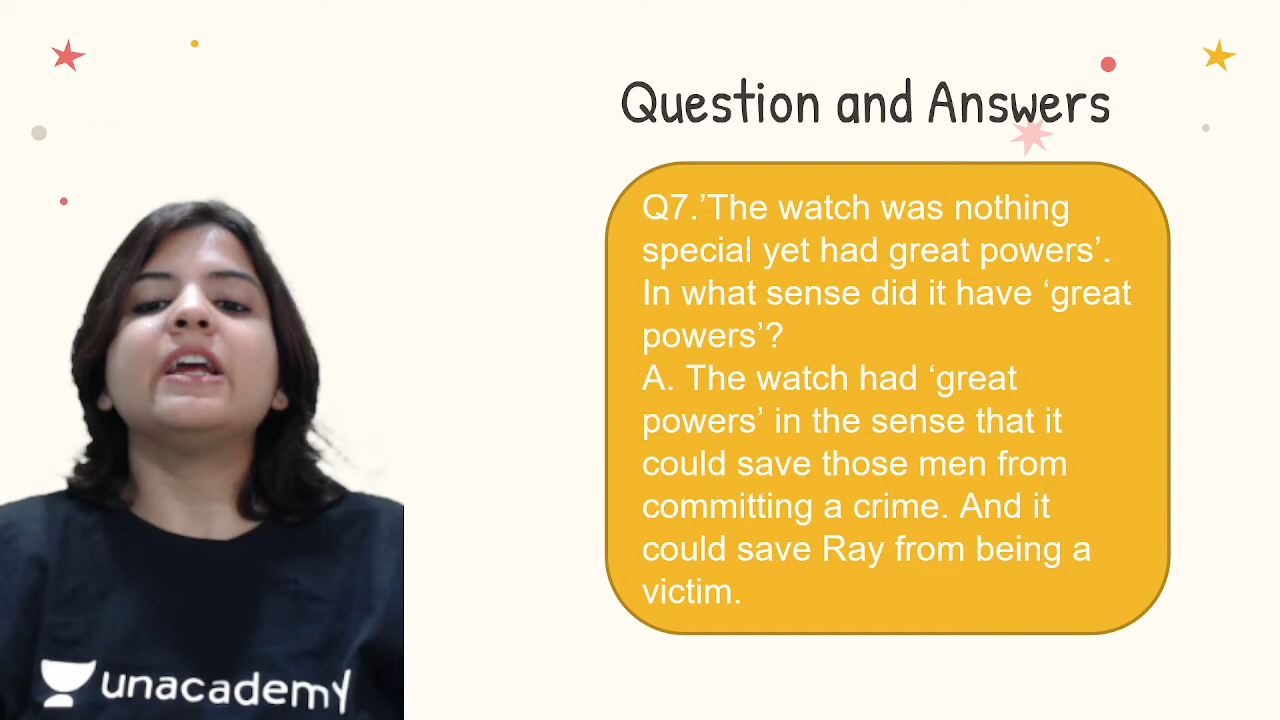 Question and Answers
Q7.’The watch was nothing
special yet had great powers’.
In what sense did it have ‘great
powers’?
A. The watch had ‘great
powers’ in the sense that it
could save those men from
committing a crime. And it
could save Ray from being a
victim.
unacademy